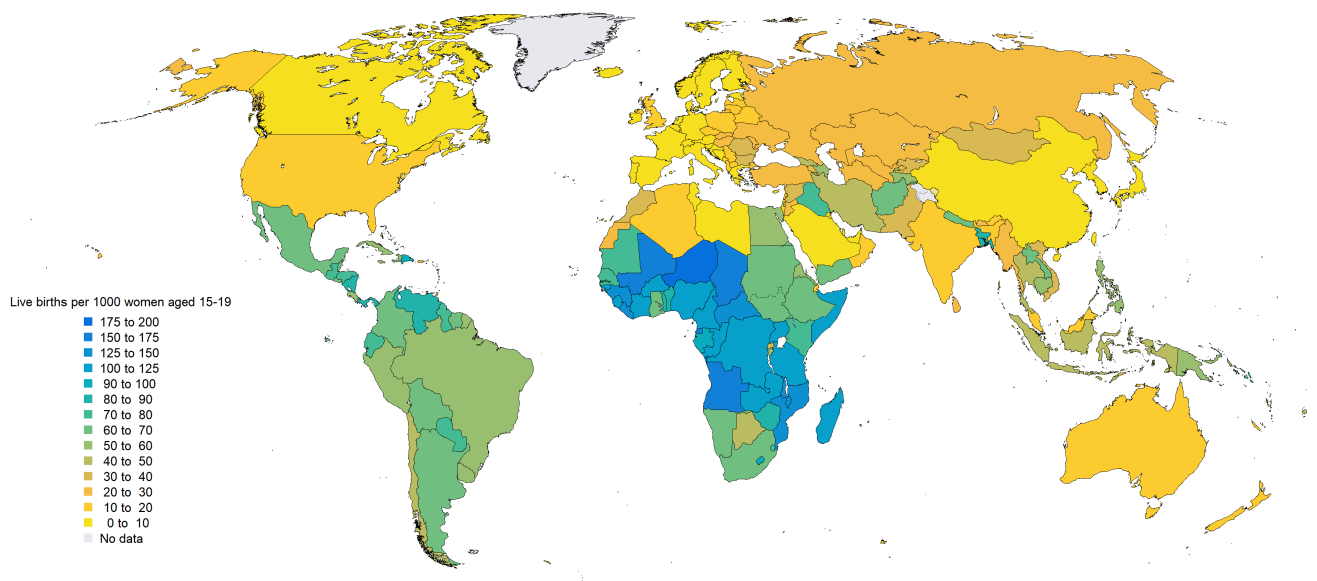 Live births per 1000 women aged 15-19
175 to 200
150 to 175
125 to 150
100 to 125
90 to 100
80 to 90
70 to 80
60 to 70
50 to 60
40 to 50
30 to 40
20 to 30
10 to 20
0 to 10
No data